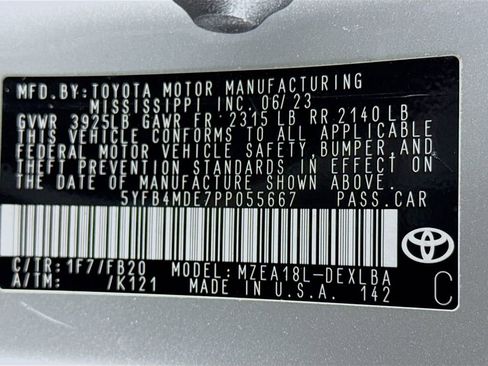 MFD.BY:TOYOTA MOTOR MANUFACTURING
MISSISSIPPI INC.06/23
GVWR 3925LB GAWR FR 2315 LB RR 2140 LB
THIS VEHICLE CONFORMS TO ALL APPLICABLE
FEDERAL MOTOR VEHICLE SAFETY, BUMPER, AND
THEFT PREVENTION STANDARDS IN EFFECT ON
THE DATE OF MANUFACTURE SHOWN ABOVE.
5YFB4MDE7PP055667 PASS.CAR
C/TR:1F7/FB20 MODEL:MZEA18L-DEXLBA
A/TM: /K121 MADE IN U.S.A. 142 C